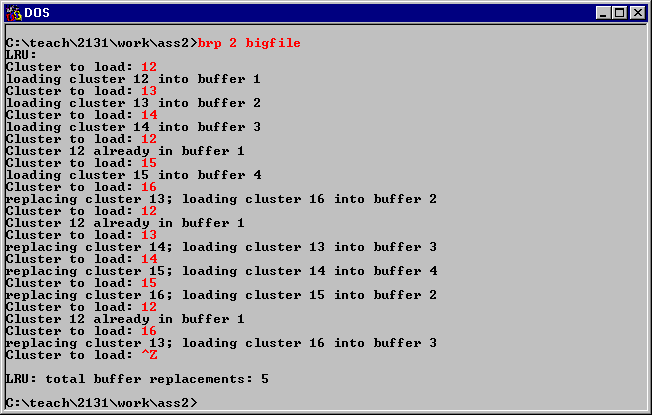 DOS
C:\teach\2131\work\ass2>brp 2 bigfile
LRU:
Cluster to load: 12
loading cluster 12 into buffer 1
Cluster to load: 13
loading cluster 13 into buffer 2
Cluster to load: 14
loading cluster 14 into buffer 3
Cluster to load: 12
Cluster 12 already in buffer 1
Cluster to load: 15
loading cluster 15 into buffer 4
Cluster to load: 16
replacing cluster 13; loading cluster 16 into buffer 2
Cluster to load: 12
Cluster 12 already in buffer 1
Cluster to load: 13
replacing cluster 14; loading cluster 13 into buffer 3
Cluster to load: 14
replacing cluster 15; loading cluster 14 into buffer 4
Cluster to load: 15
replacing cluster 16; loading cluster 15 into buffer 2
Cluster to load: 12
Cluster 12 already in buffer 1
Cluster to load: 16
replacing cluster 13; loading cluster 16 into buffer 3
Cluster to load: ^Z
LRU: total buffer replacements: 5
C:\teach\2131\work\ass2>